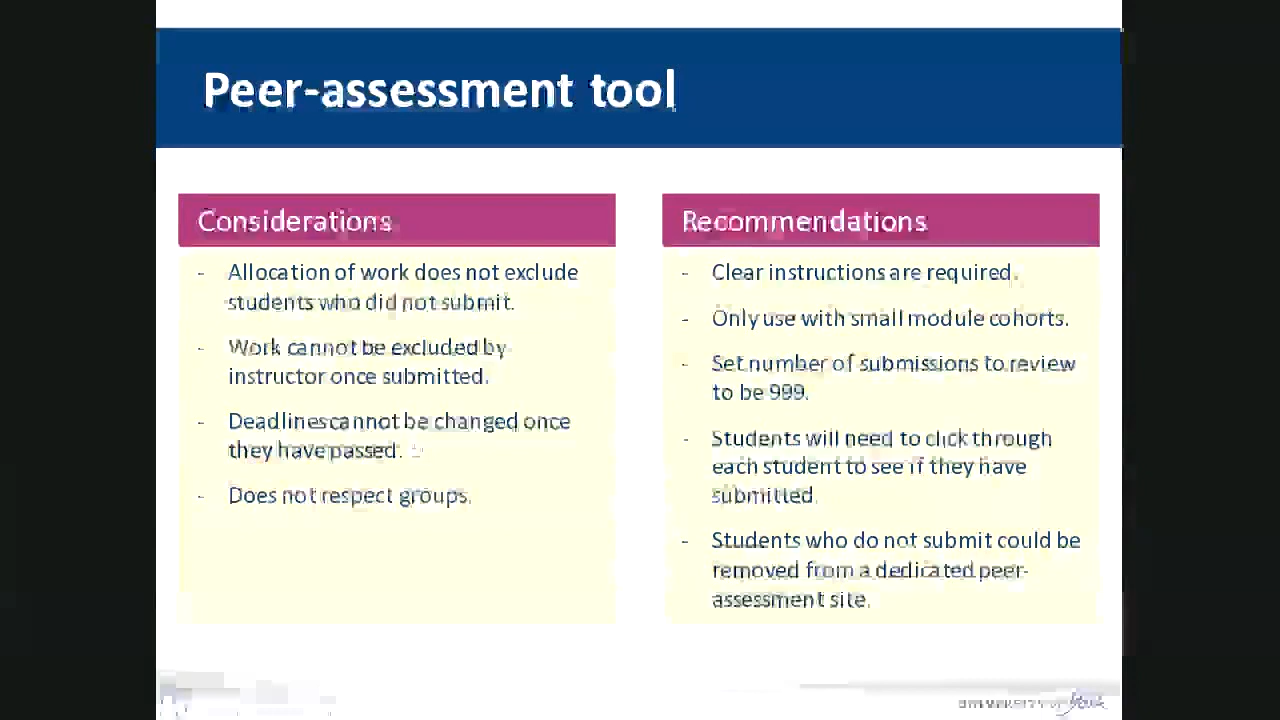 Peer-assessment tool
Considerations
- Allocation of work does not exclude
students who did not submit.
- Work cannot be excluded by
instructor once submitted.
- Deadlines cannot be changed once
they have passed.
- Does not respect groups.
Recommendations
- Clear instructions are required.
- Only use with small module cohorts.
- Set number of submissions to review
to be 999.
- Students will need to click through
each student to see if they have
submitted.
- Students who do not submit could be
removed from a dedicated peer-
assessment site.
UNIVERSITY of York